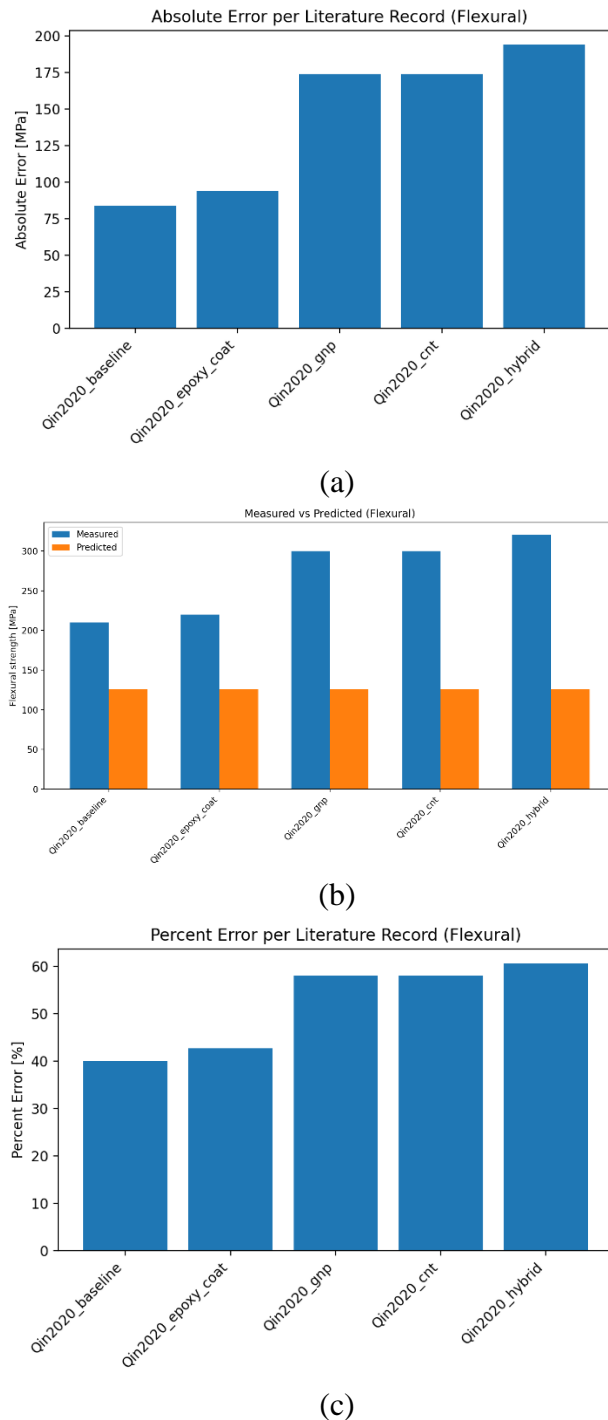 Absolute Error per Literature Record (Flexural)
Absolute Error [MPa]
200
175
150
125
100
75
50
25
0
Qin2020_baseline
Qin2020_epoxy_coat
Qin2020_gnp
Qin2020_cnt
Qin2020_hybrid
(a)
Measured vs Predicted (Flexural)
Measured
Predicted
Flexural strength [MPa]
300
250
200
150
100
50
0
Qin2020_baseline
Qin2020_epoxy_coat
Qin2020_gnp
Qin2020_cnt
Qin2020_hybrid
(b)
Percent Error per Literature Record (Flexural)
Percent Error [%]
60
50
40
30
20
10
0
Qin2020_baseline
Qin2020_epoxy_coat
Qin2020_gnp
Qin2020_cnt
Qin2020_hybrid
(c)